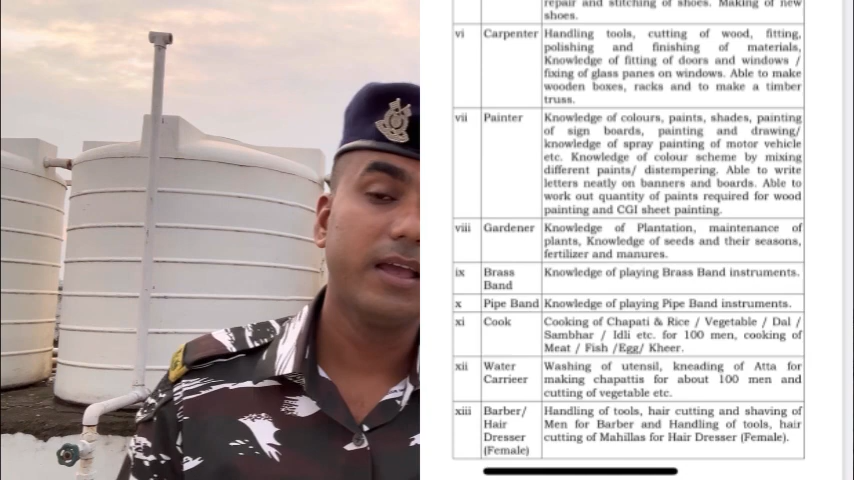 repair and stitching of shoes. Making of new
shoes.
vi Carpenter Handling tools, cutting of wood, fitting,
polishing and finishing of materials,
Knowledge of fitting of doors and windows /
fixing of glass panes on windows. Able to make
wooden boxes, racks and to make a timber
truss.
vii Painter Knowledge of colours, paints, shades, painting
of sign boards, painting and drawing/
knowledge of spray painting of motor vehicle
etc. Knowledge of colour scheme by mixing
different paints/ distempering. Able to write
letters neatly on banners and boards. Able to
work out quantity of paints required for wood
painting and CGI sheet painting.
viii Gardener Knowledge of Plantation, maintenance of
plants, Knowledge of seeds and their seasons,
fertilizer and manures.
ix Brass Knowledge of playing Brass Band instruments.
Band
x Pipe Band Knowledge of playing Pipe Band instruments.
xi Cook Cooking of Chapati & Rice / Vegetable / Dal /
Sambhar / Idli etc. for 100 men, cooking of
Meat / Fish /Egg/ Kheer.
xii Water Washing of utensil, kneading of Atta for
Carrieer making chapattis for about 100 men and
cutting of vegetable etc.
xiii Barber/ Handling of tools, hair cutting and shaving of
Hair Men for Barber and Handling of tools, hair
Dresser cutting of Mahillas for Hair Dresser (Female).
(Female)